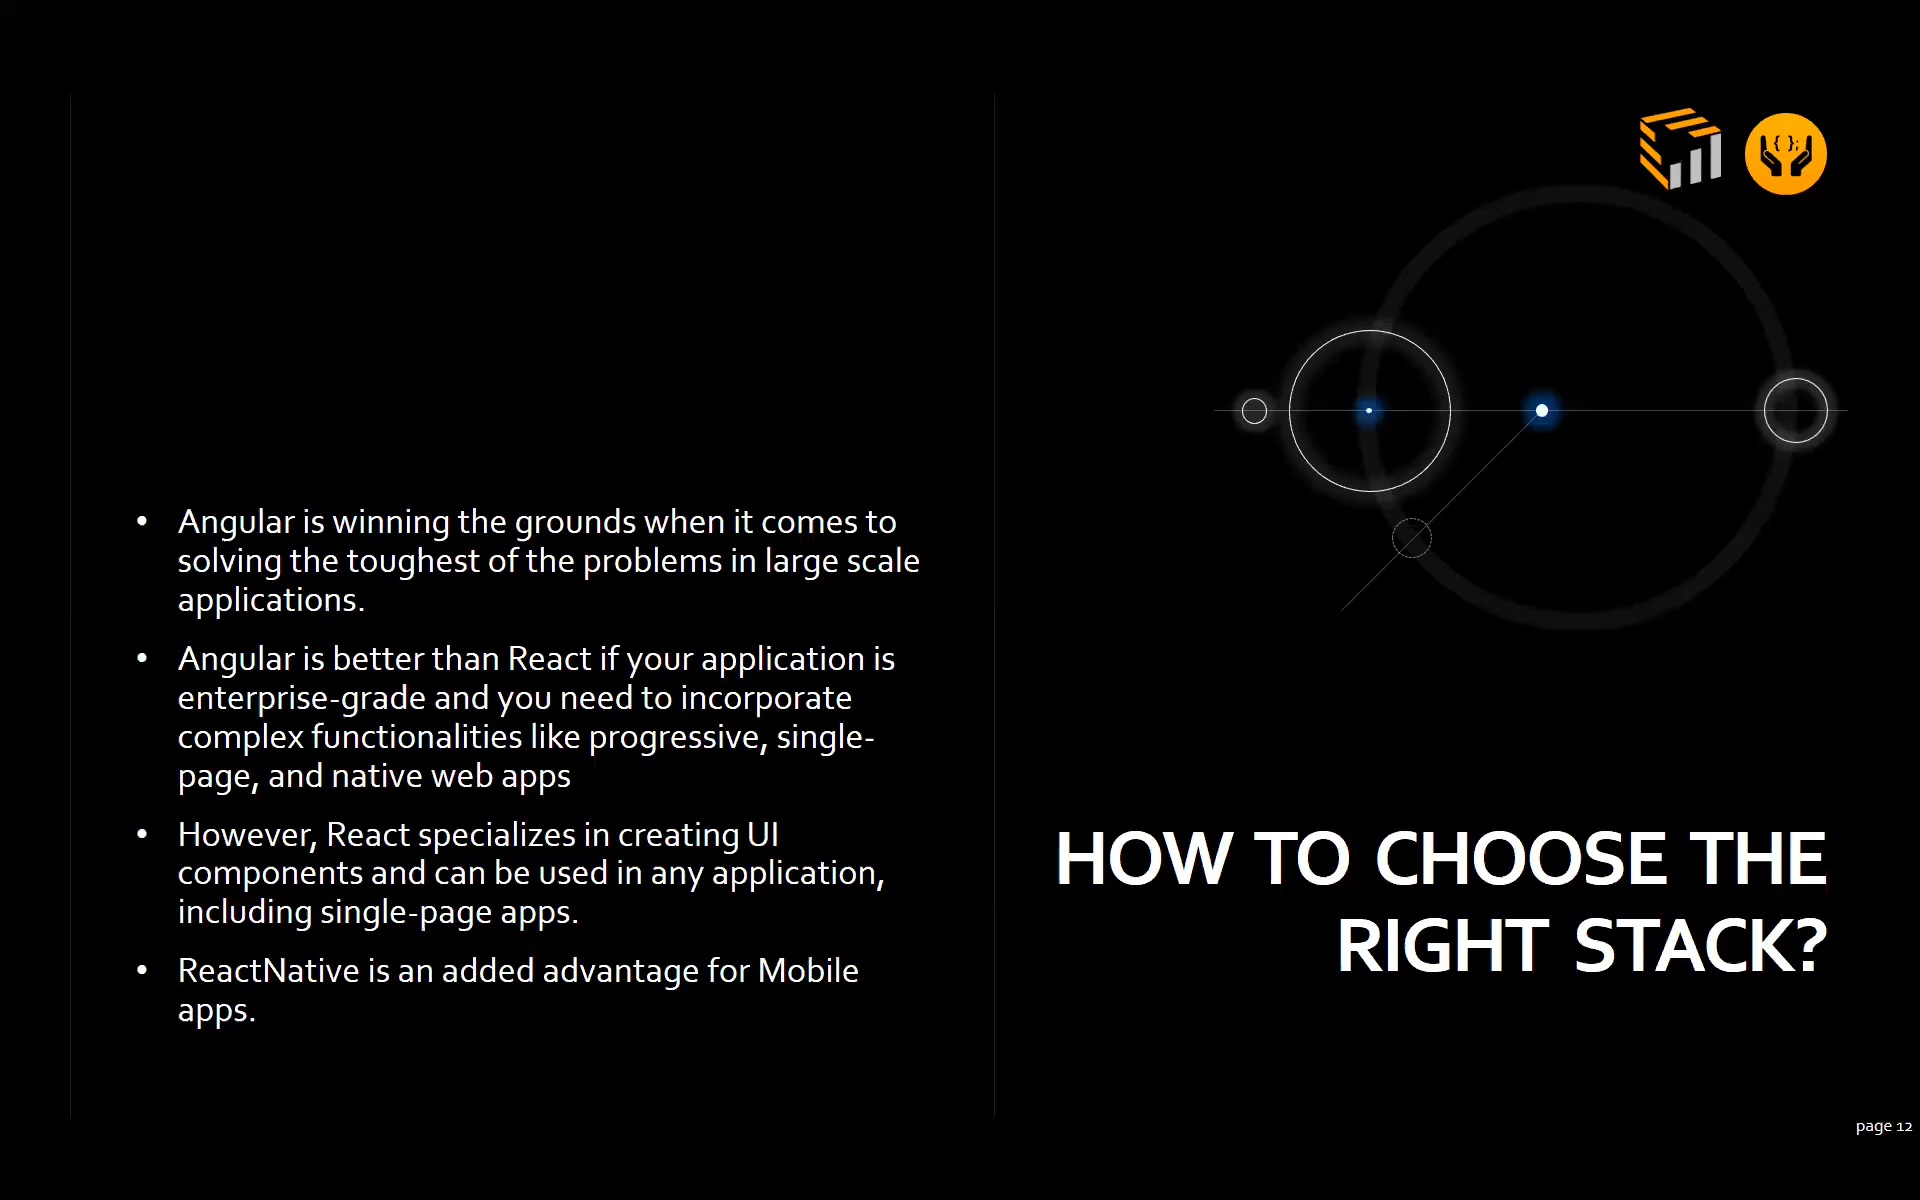 • Angular is winning the grounds when it comes to
solving the toughest of the problems in large scale
applications.
• Angular is better than React if your application is
enterprise-grade and you need to incorporate
complex functionalities like progressive, single-
page, and native web apps
• However, React specializes in creating UI
components and can be used in any application,
including single-page apps.
• ReactNative is an added advantage for Mobile
apps.
{ };
HOW TO CHOOSE THE
RIGHT STACK?
page 12